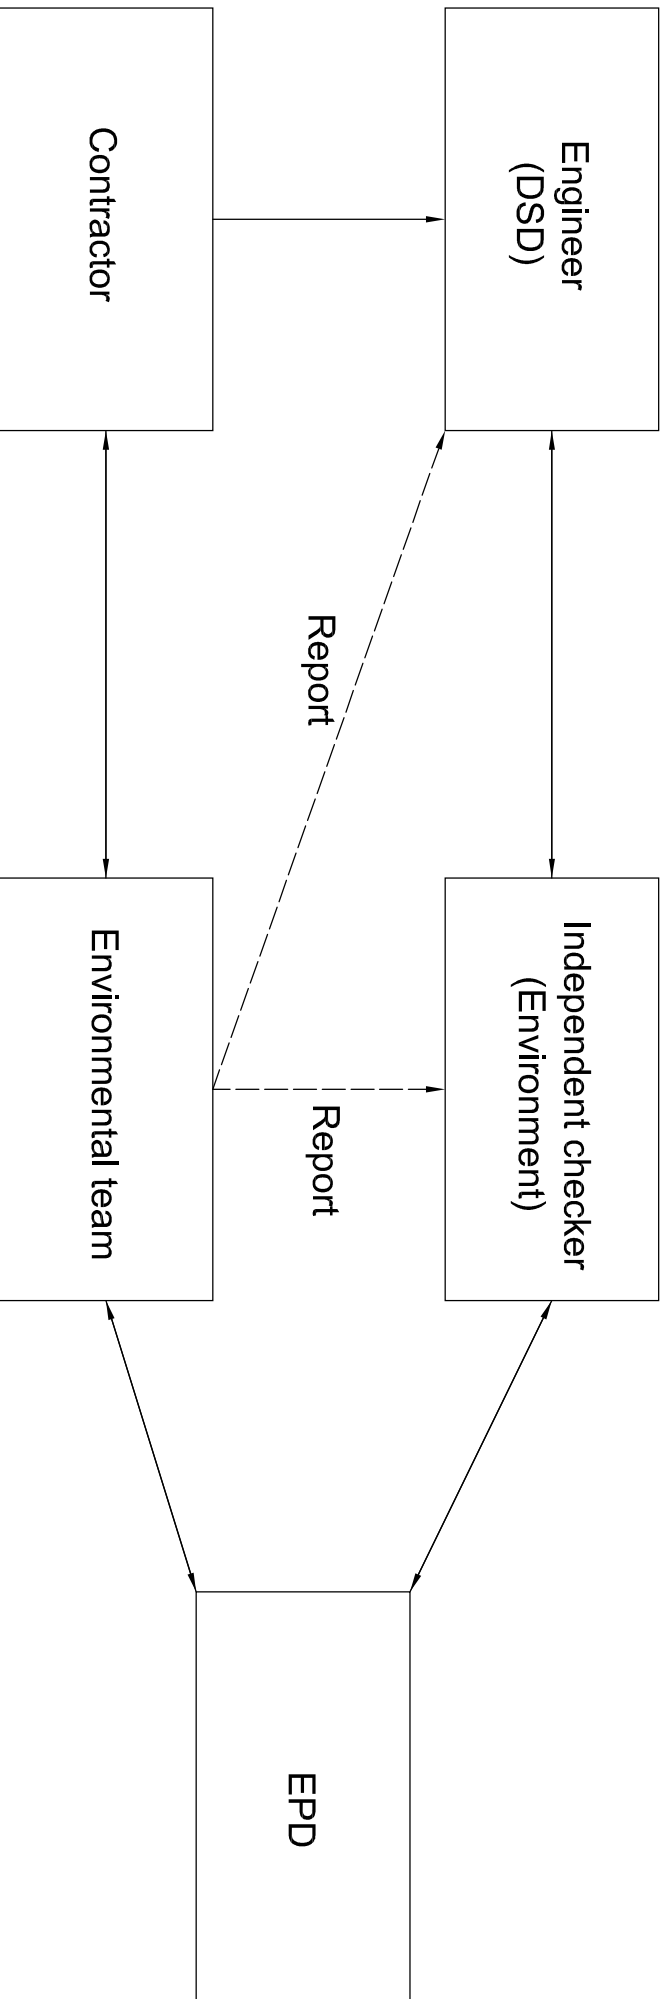 Engineer
(DSD)
Independent checker
(Environment)
Report
Report
EPD
Contractor
Environmental team